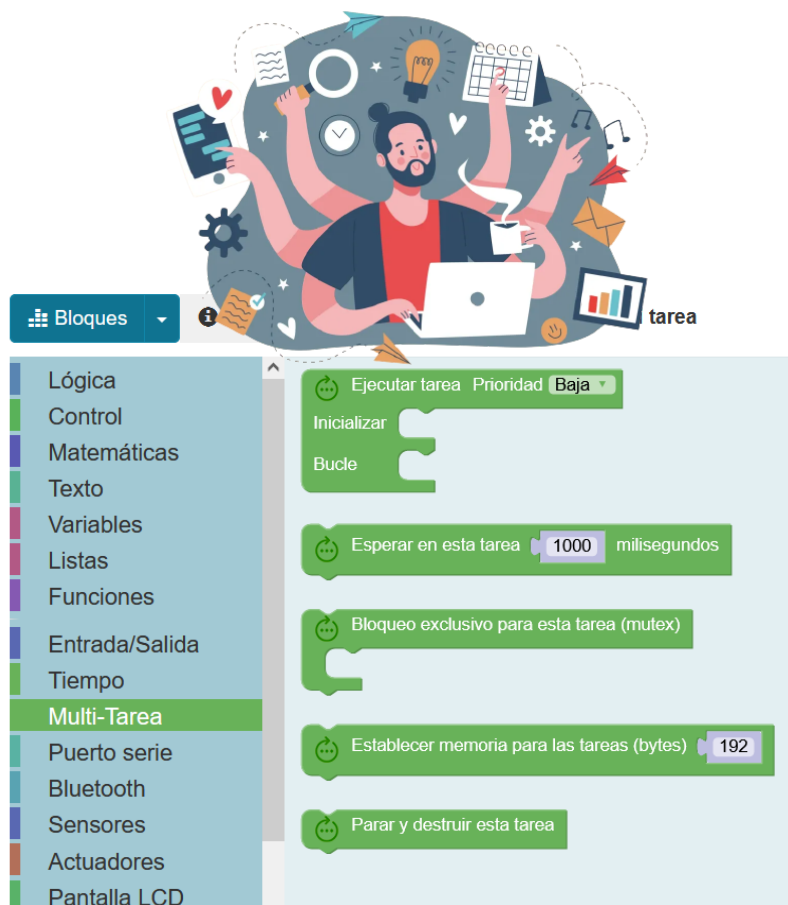 Bloques
tarea
Lógica
Control
Matemáticas
Texto
Variables
Listas
Funciones
Entrada/Salida
Tiempo
Multi-Tarea
Puerto serie
Bluetooth
Sensores
Actuadores
Pantalla LCD
Ejecutar tarea Prioridad Baja
Inicializar
Bucle
Esperar en esta tarea 1000 milisegundos
Bloqueo exclusivo para esta tarea (mutex)
Establecer memoria para las tareas (bytes) 192
Parar y destruir esta tarea